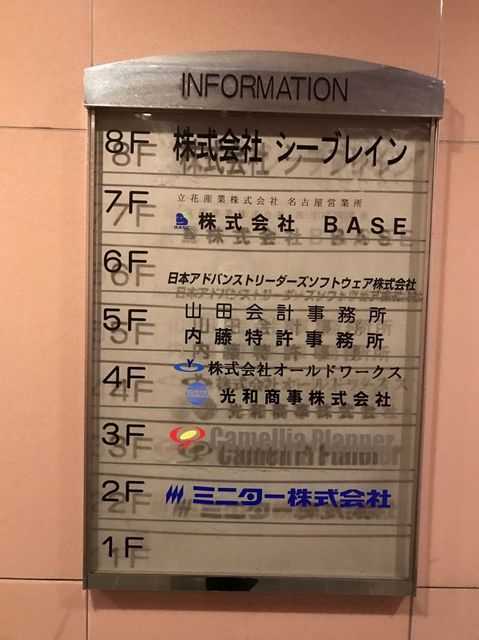 INFORMATION
8F 株式会社 シーブレイン
7F 立花産業株式会社 名古屋営業所
BASE 株式会社 BASE
6F 日本アドバンストリーダーズソフトウェア株式会社
5F 山田会計事務所
内藤特許事務所
4F Y 株式会社オールドワークス
KOHWA 光和商事株式会社
3F Camellia Planner
2F ミニター株式会社
1F